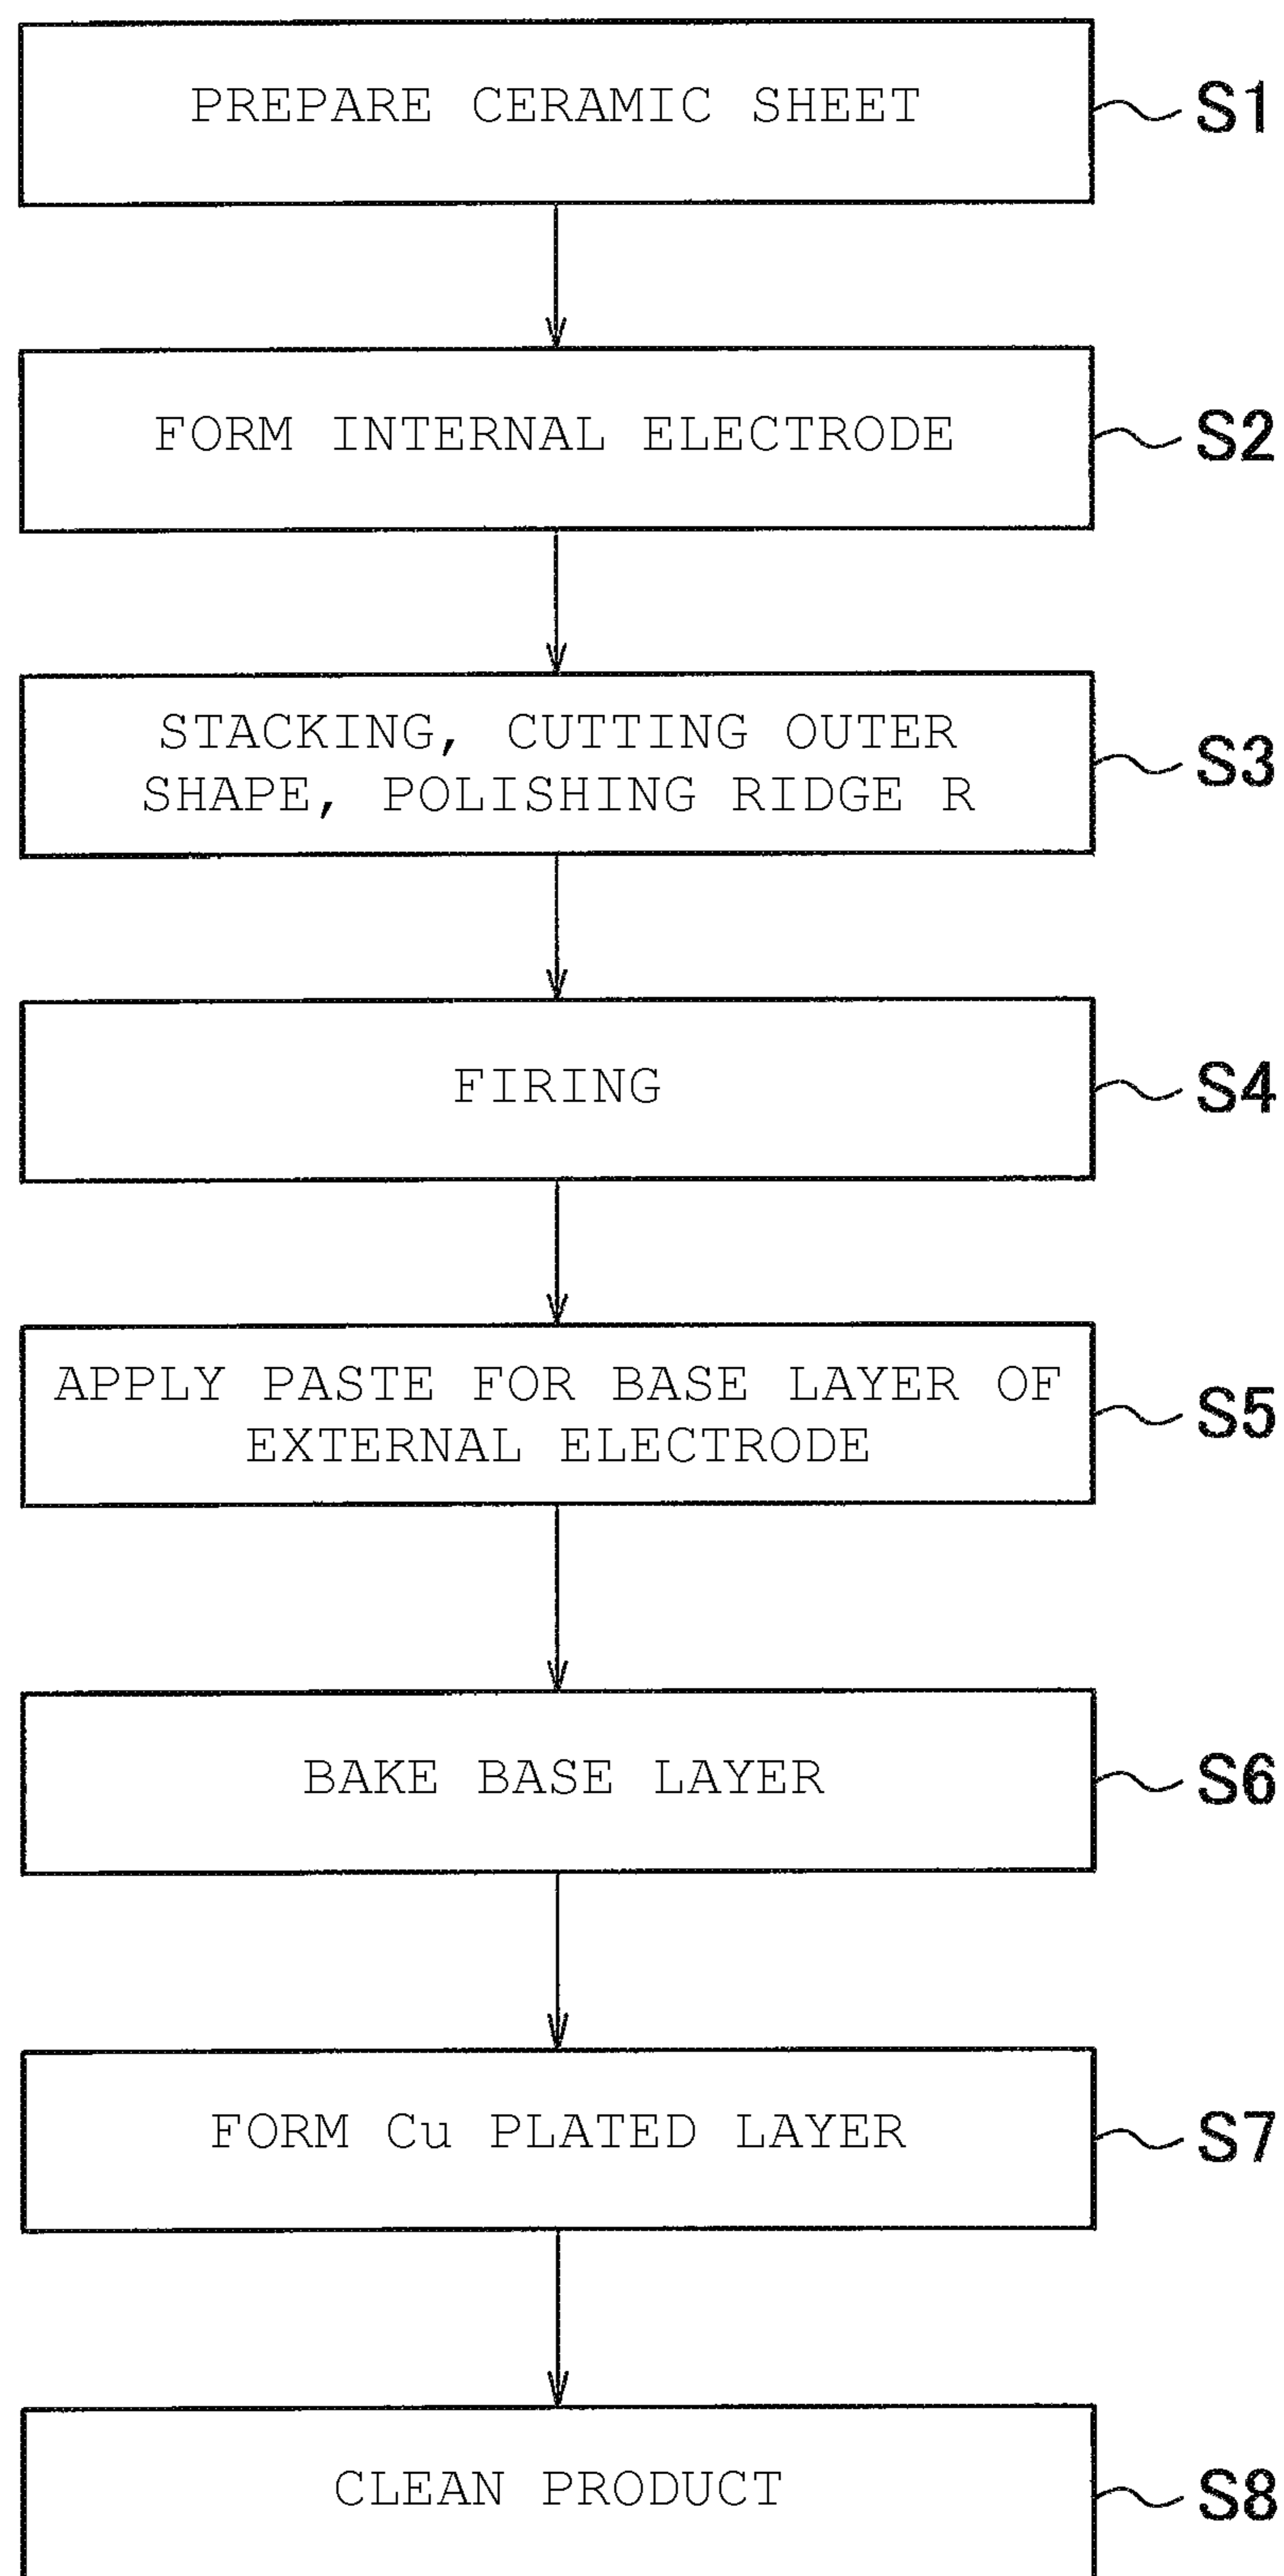 PREPARE CERAMIC SHEET
S1
FORM INTERNAL ELECTRODE
S2
STACKING, CUTTING OUTER
SHAPE, POLISHING RIDGE R
S3
FIRING
S4
APPLY PASTE FOR BASE LAYER OF
EXTERNAL ELECTRODE
S5
BAKE BASE LAYER
S6
FORM Cu PLATED LAYER
S7
CLEAN PRODUCT
S8